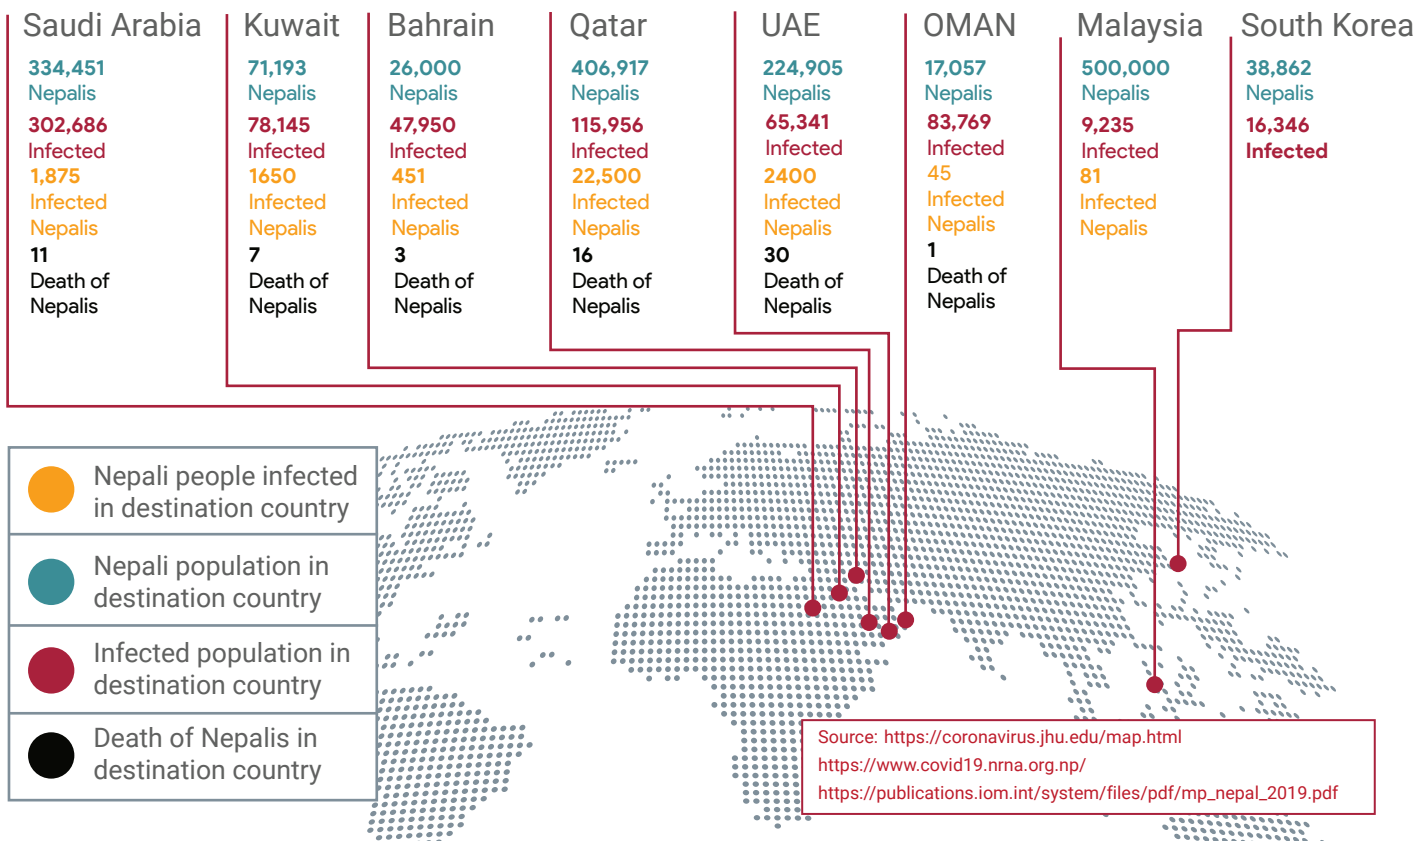 Saudi Arabia
334,451
Nepalis
302,686
Infected
1,875
Infected
Nepalis
11
Death of
Nepalis
Kuwait
71,193
Nepalis
78,145
Infected
1650
Infected
Nepalis
7
Death of
Nepalis
Bahrain
26,000
Nepalis
47,950
Infected
451
Infected
Nepalis
3
Death of
Nepalis
Qatar
406,917
Nepalis
115,956
Infected
22,500
Infected
Nepalis
16
Death of
Nepalis
UAE
224,905
Nepalis
65,341
Infected
2400
Infected
Nepalis
30
Death of
Nepalis
OMAN
17,057
Nepalis
83,769
Infected
45
Infected
Nepalis
1
Death of
Nepalis
Malaysia
500,000
Nepalis
9,235
Infected
81
Infected
Nepalis
South Korea
38,862
Nepalis
16,346
Infected
Nepali people infected
in destination country
Nepali population in
destination country
Infected population in
destination country
Death of Nepalis in
destination country
Source: https://coronavirus.jhu.edu/map.html
https://www.covid19.nrna.org.np/
https://publications.iom.int/system/files/pdf/mp_nepal_2019.pdf